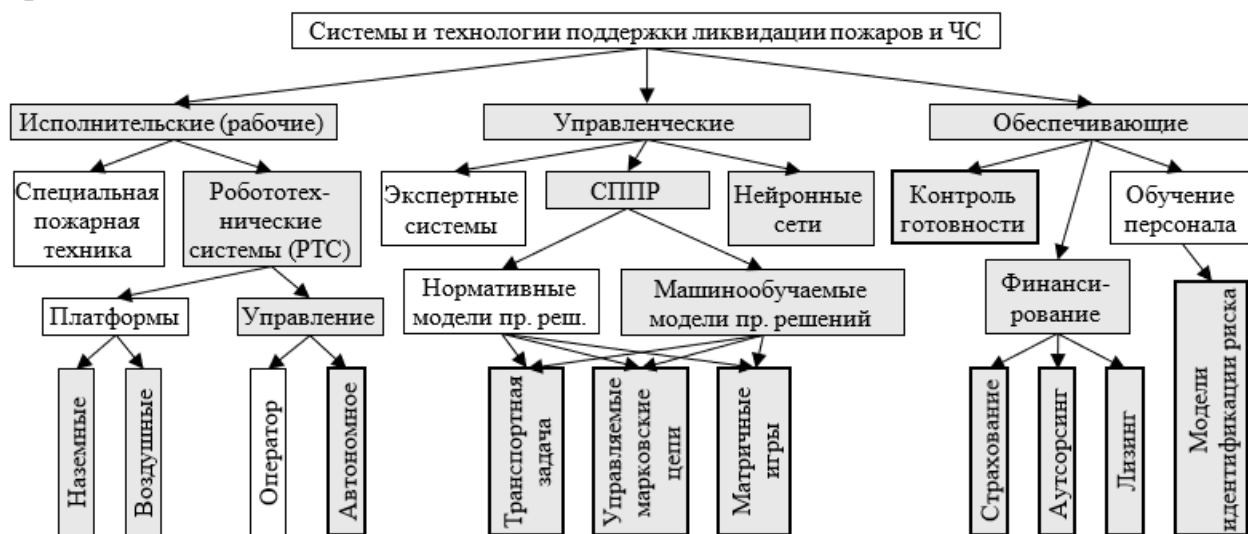 Системы и технологии поддержки ликвидации пожаров и ЧС
Исполнительские (рабочие)
Управленческие
Обеспечивающие
Специальная
пожарная
техника
Робототех-
нические
системы (РТС)
Экспертные
системы
СППР
Нейронные
сети
Контроль
готовности
Обучение
персонала
Платформы
Управление
Нормативные
модели пр. реш.
Машинообучаемые
модели пр. решений
Финанси-
рование
Наземные
Воздушные
Оператор
Автономное
Транспортная
задача
Управляемые
марковские
цепи
Матричные
игры
Страхование
Аутсорсинг
Лизинг
Модели
идентификации риска